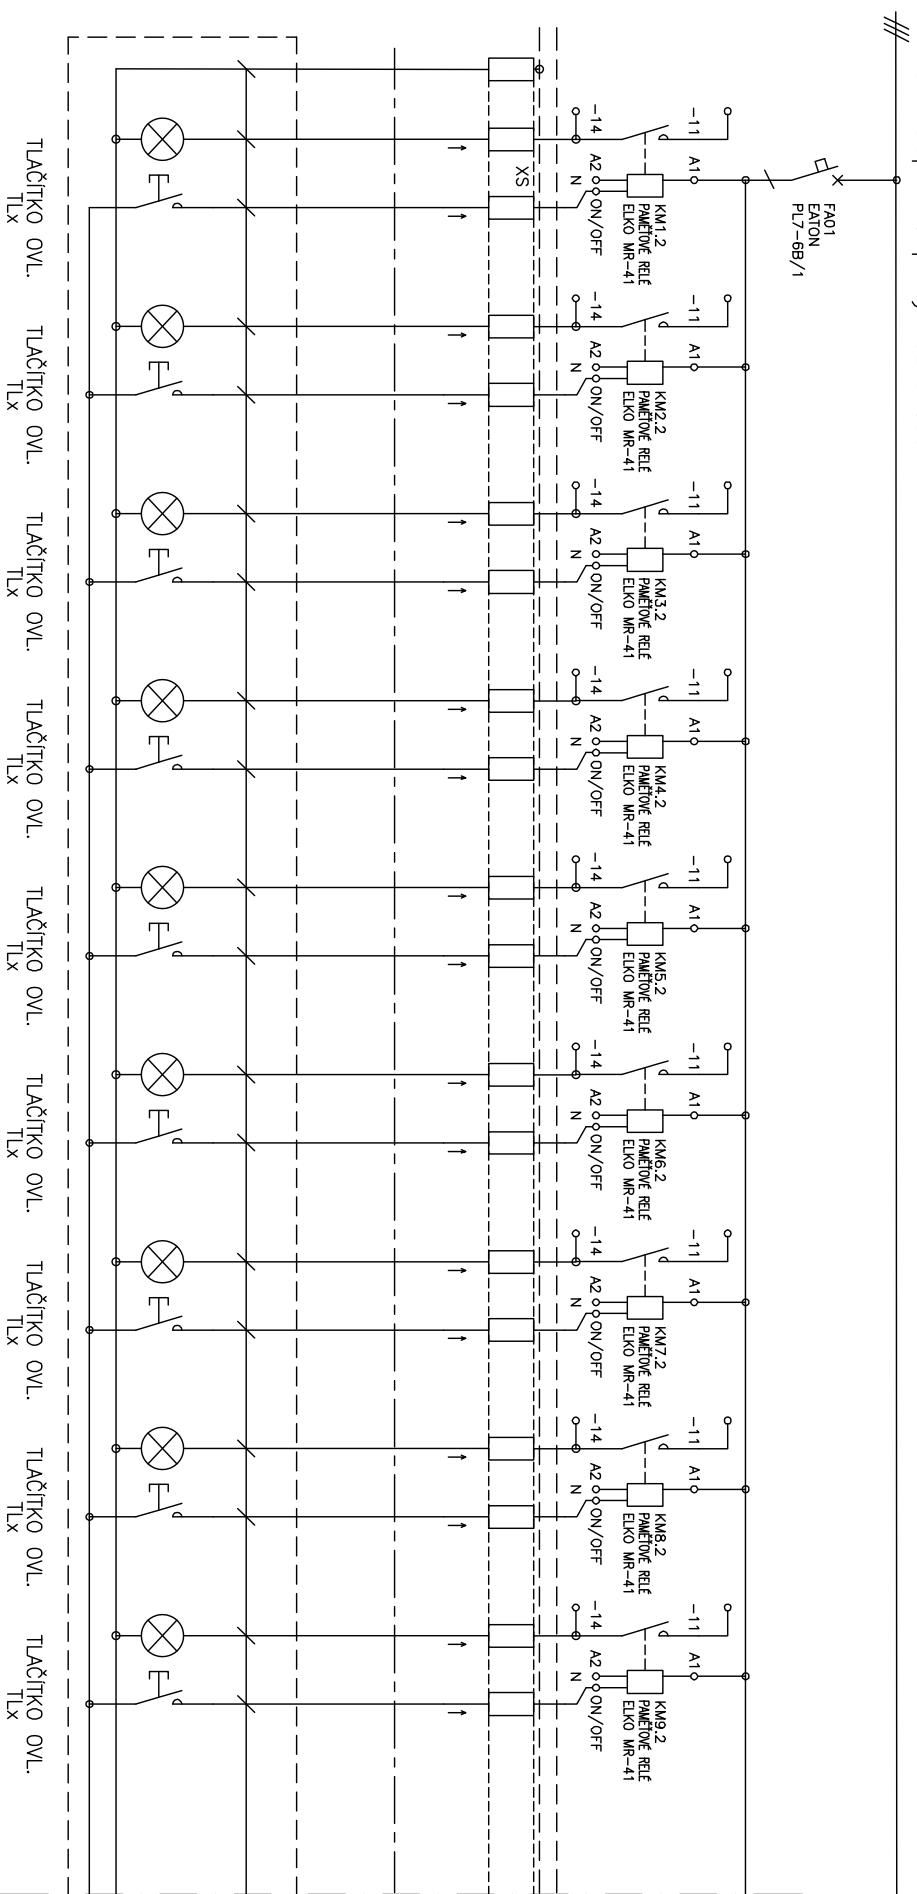 FA01
EATON
PL7-6B/1
-11
A1
KM1.2
PAMĚŤOVÉ RELÉ
ELKO MR-41
-14
A2
N
ON/OFF
XS
TLAČÍTKO OVL.
TLx
-11
A1
KM2.2
PAMĚŤOVÉ RELÉ
ELKO MR-41
-14
A2
N
ON/OFF
TLAČÍTKO OVL.
TLx
-11
A1
KM3.2
PAMĚŤOVÉ RELÉ
ELKO MR-41
-14
A2
N
ON/OFF
TLAČÍTKO OVL.
TLx
-11
A1
KM4.2
PAMĚŤOVÉ RELÉ
ELKO MR-41
-14
A2
N
ON/OFF
TLAČÍTKO OVL.
TLx
-11
A1
KM5.2
PAMĚŤOVÉ RELÉ
ELKO MR-41
-14
A2
N
ON/OFF
TLAČÍTKO OVL.
TLx
-11
A1
KM6.2
PAMĚŤOVÉ RELÉ
ELKO MR-41
-14
A2
N
ON/OFF
TLAČÍTKO OVL.
TLx
-11
A1
KM7.2
PAMĚŤOVÉ RELÉ
ELKO MR-41
-14
A2
N
ON/OFF
TLAČÍTKO OVL.
TLx
-11
A1
KM8.2
PAMĚŤOVÉ RELÉ
ELKO MR-41
-14
A2
N
ON/OFF
TLAČÍTKO OVL.
TLx
-11
A1
KM9.2
PAMĚŤOVÉ RELÉ
ELKO MR-41
-14
A2
N
ON/OFF
TLAČÍTKO OVL.
TLx